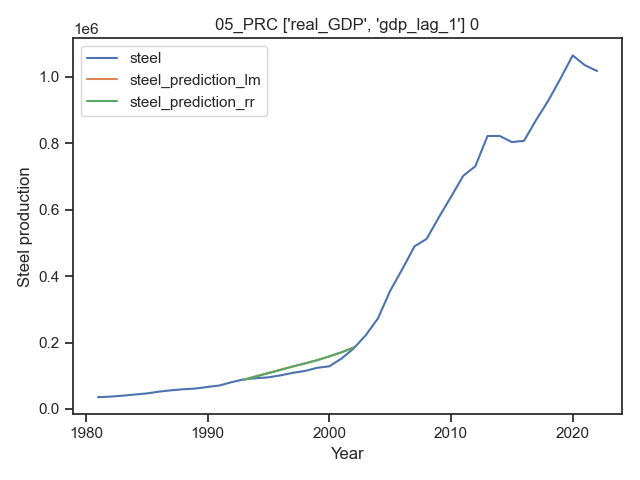 05_PRC ['real_GDP', 'gdp_lag_1'] 0
1e6
steel
steel_prediction_lm
steel_prediction_rr
1.0
0.8
0.6
0.4
0.2
0.0
Steel production
1980
1990
2000
2010
2020
Year